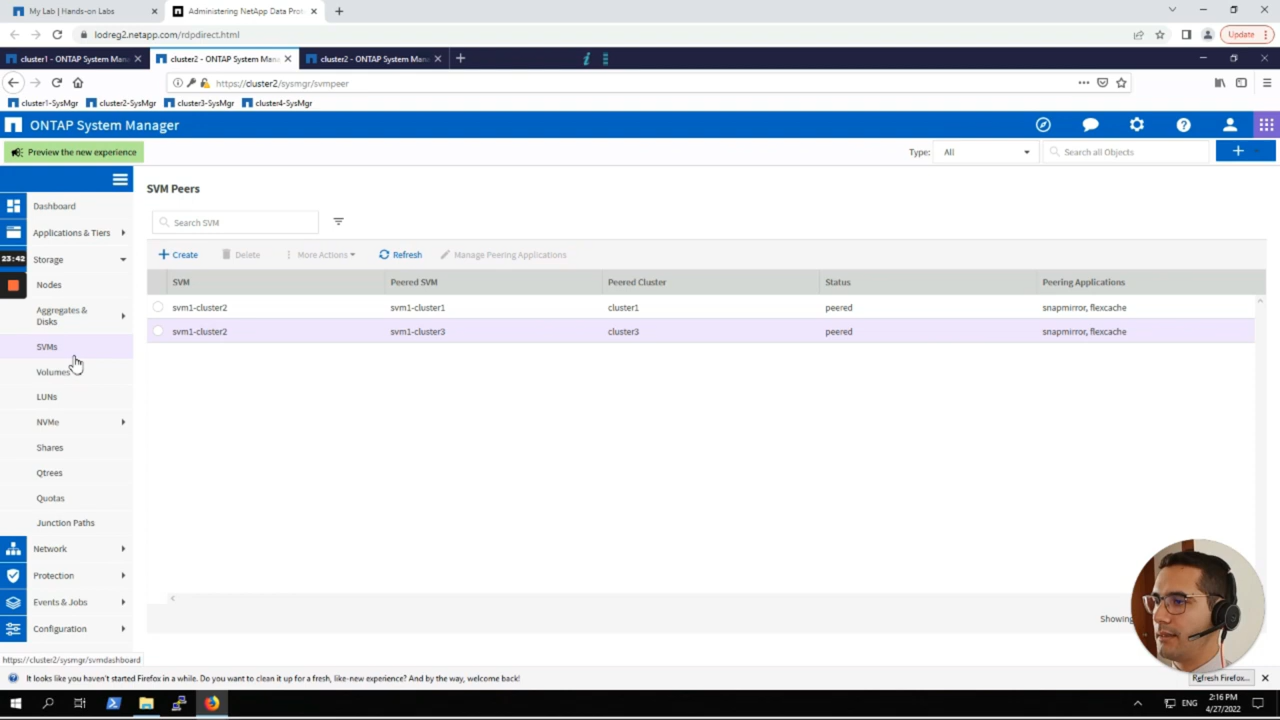 My Lab | Hands-on Labs
Administering NetApp Data Prot
lodreg2.netapp.com/rdpdirect.html
Update
cluster1 - ONTAP System Man
cluster2 - ONTAP System Man
cluster2 - ONTAP System Man
https://cluster2/sysmgr/svmpeer
cluster1-SysMgr
cluster2-SysMgr
cluster3-SysMgr
cluster4-SysMgr
ONTAP System Manager
Preview the new experience
Type: All
Search all Objects
Dashboard
Applications & Tiers
23:42
Storage
Nodes
Aggregates &
Disks
SVMs
Volumes
LUNs
NVMe
Shares
Qtrees
Quotas
Junction Paths
Network
Protection
Events & Jobs
Configuration
SVM Peers
Search SVM
Create Delete More Actions Refresh Manage Peering Applications
SVM Peered SVM Peered Cluster Status Peering Applications
svm1-cluster2 svm1-cluster1 cluster1 peered snapmirror, flexcache
svm1-cluster2 svm1-cluster3 cluster3 peered snapmirror, flexcache
Showing
https://cluster2/sysmgr/svmdashboard
It looks like you haven't started Firefox in a while. Do you want to clean it up for a fresh, like-new experience? And by the way, welcome back!
Refresh Firefox...
ENG
2:16 PM
4/27/2022